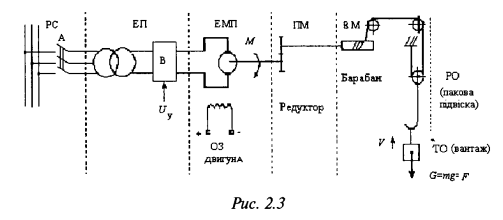 РС
ЕП
ЕМП
ПМ
ВМ
А
В
М
U у
Барабан
РО
(гакова
підвіска)
Редуктор
+
-
ОЗ
двигуна
V
ТО (вантаж)
G=mg= F
Рис. 2.3